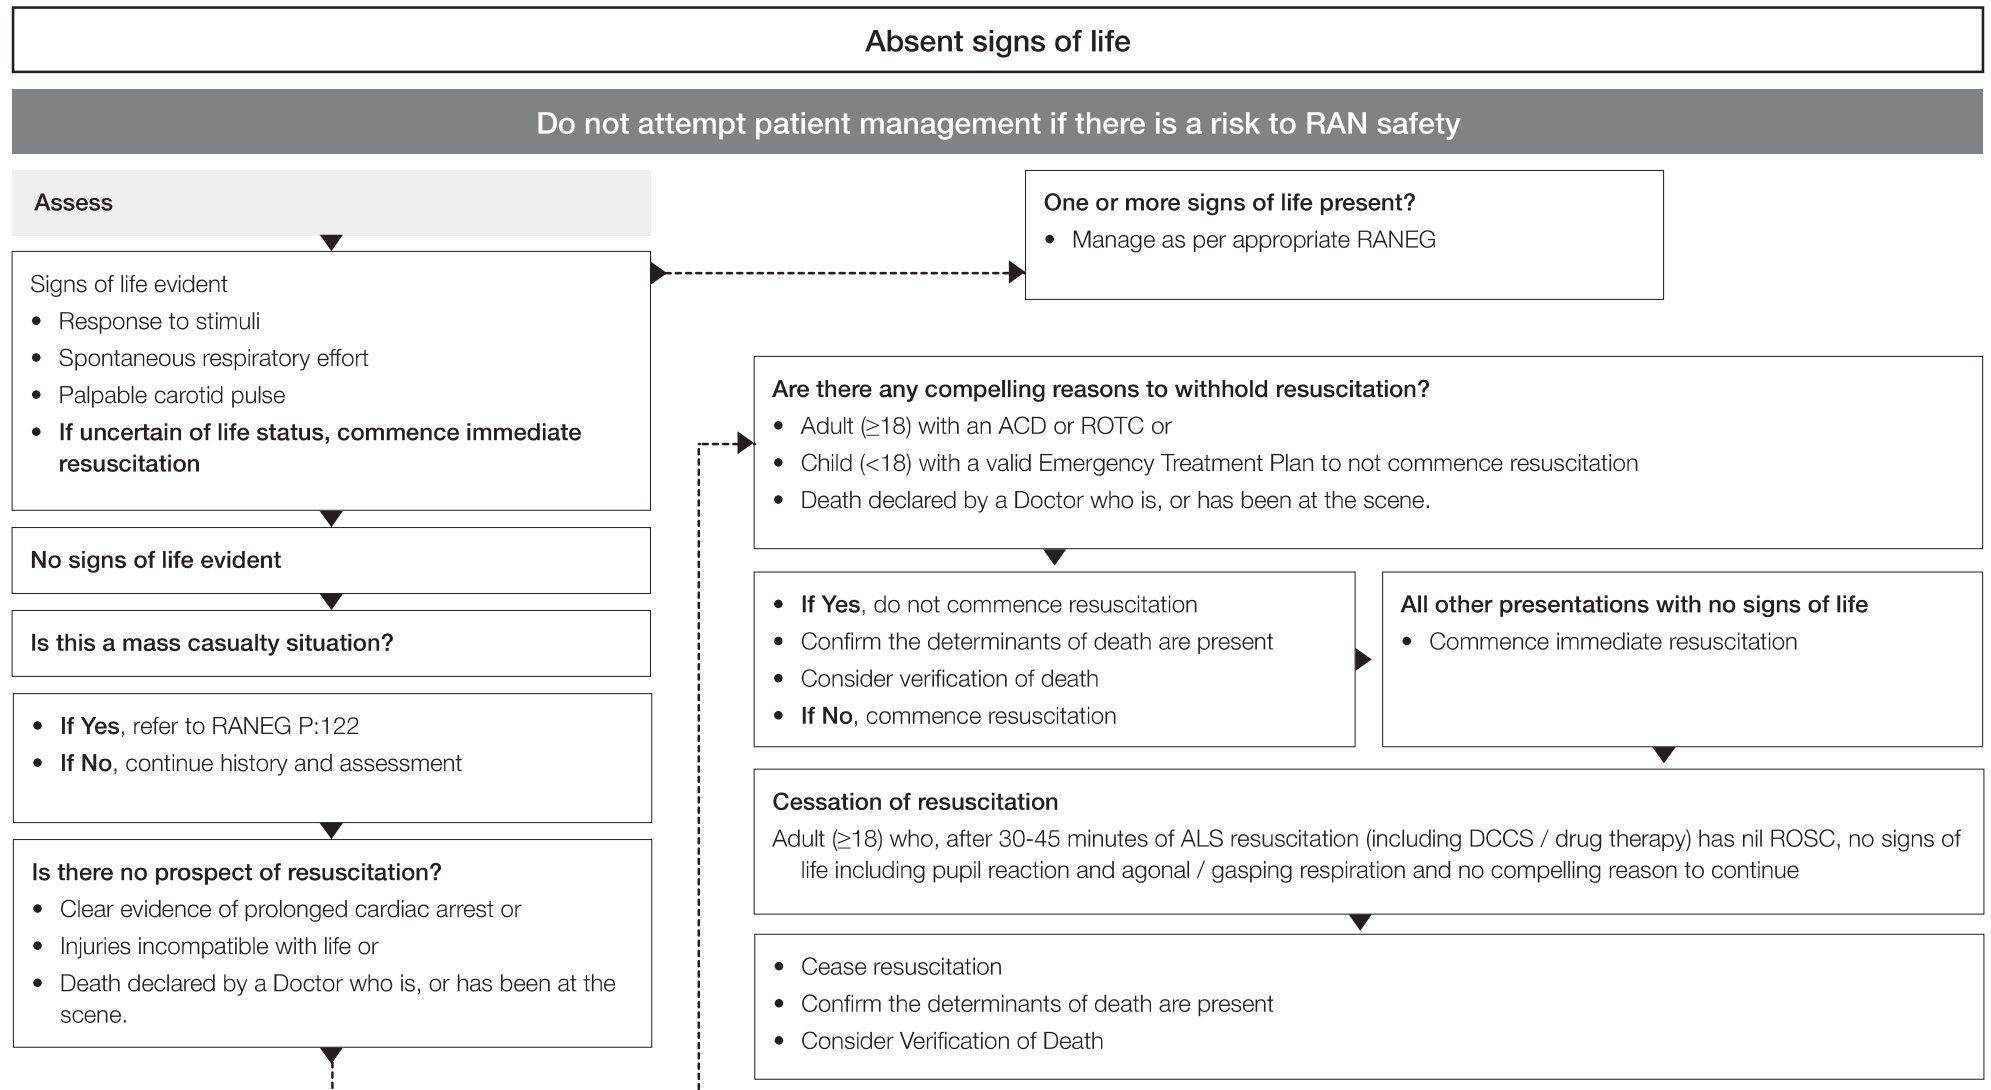 Absent signs of life
Do not attempt patient management if there is a risk to RAN safety
Assess
Signs of life evident
• Response to stimuli
• Spontaneous respiratory effort
• Palpable carotid pulse
• If uncertain of life status, commence immediate
resuscitation
No signs of life evident
Is this a mass casualty situation?
• If Yes, refer to RANEG P:122
• If No, continue history and assessment
Is there no prospect of resuscitation?
• Clear evidence of prolonged cardiac arrest or
• Injuries incompatible with life or
• Death declared by a Doctor who is, or has been at the
scene.
One or more signs of life present?
• Manage as per appropriate RANEG
Are there any compelling reasons to withhold resuscitation?
• Adult (≥18) with an ACD or ROTC or
• Child (<18) with a valid Emergency Treatment Plan to not commence resuscitation
• Death declared by a Doctor who is, or has been at the scene.
• If Yes, do not commence resuscitation
• Confirm the determinants of death are present
• Consider verification of death
• If No, commence resuscitation
All other presentations with no signs of life
• Commence immediate resuscitation
Cessation of resuscitation
Adult (≥18) who, after 30-45 minutes of ALS resuscitation (including DCCS / drug therapy) has nil ROSC, no signs of
life including pupil reaction and agonal / gasping respiration and no compelling reason to continue
• Cease resuscitation
• Confirm the determinants of death are present
• Consider Verification of Death